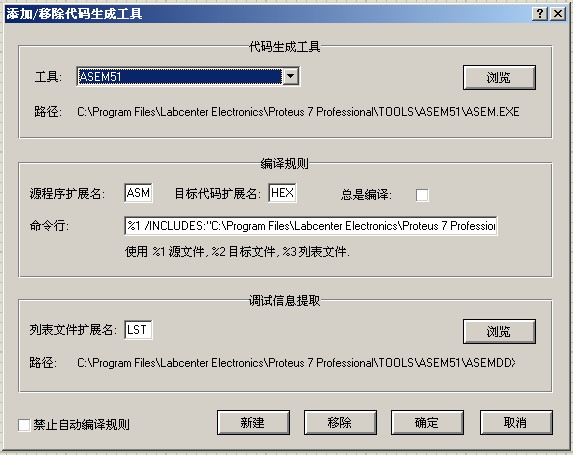 添加/移除代码生成工具
代码生成工具
工具: ASEM51 浏览
路径: C:\Program Files\Labcenter Electronics\Proteus 7 Professional\TOOLS\ASEM51\ASEM.EXE
编译规则
源程序扩展名: ASM 目标代码扩展名: HEX 总是编译:
命令行: %1 /INCLUDES:"C:\Program Files\Labcenter Electronics\Proteus 7 Profession
使用 %1 源文件, %2 目标文件, %3 列表文件.
调试信息提取
列表文件扩展名: LST 浏览
路径: C:\Program Files\Labcenter Electronics\Proteus 7 Professional\TOOLS\ASEM51\ASEMDD>
禁止自动编译规则 新建 移除 确定 取消